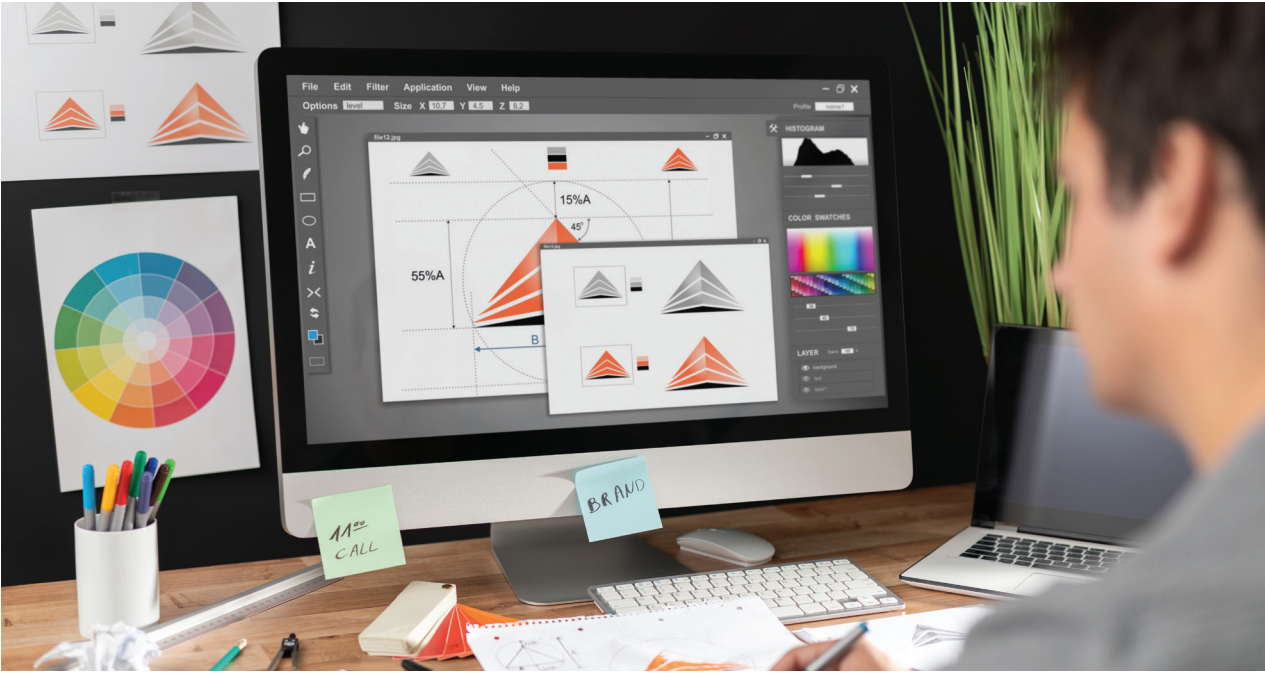 File Edit Filter Application View Help
Options level Size X 10,7 Y 4,5 Z 8,2
Profile name1
file12.jpg
HISTOGRAM
15%A
45°
55%A
B
A
i
COLOR SWATCHES
LAYER
background
11⁰⁰
CALL
BRAND